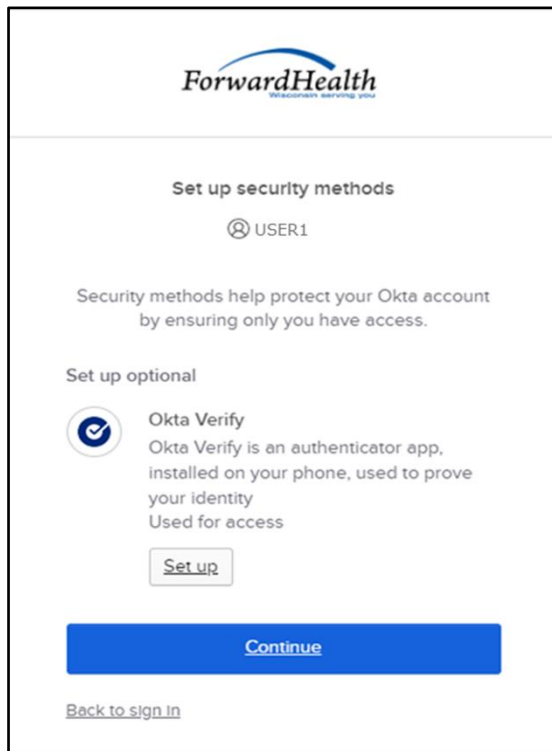 ForwardHealth
Wisconsin serving you
Set up security methods
USER1
Security methods help protect your Okta account
by ensuring only you have access.
Set up optional
Okta Verify
Okta Verify is an authenticator app,
installed on your phone, used to prove
your identity
Used for access
Set up
Continue
Back to sign in